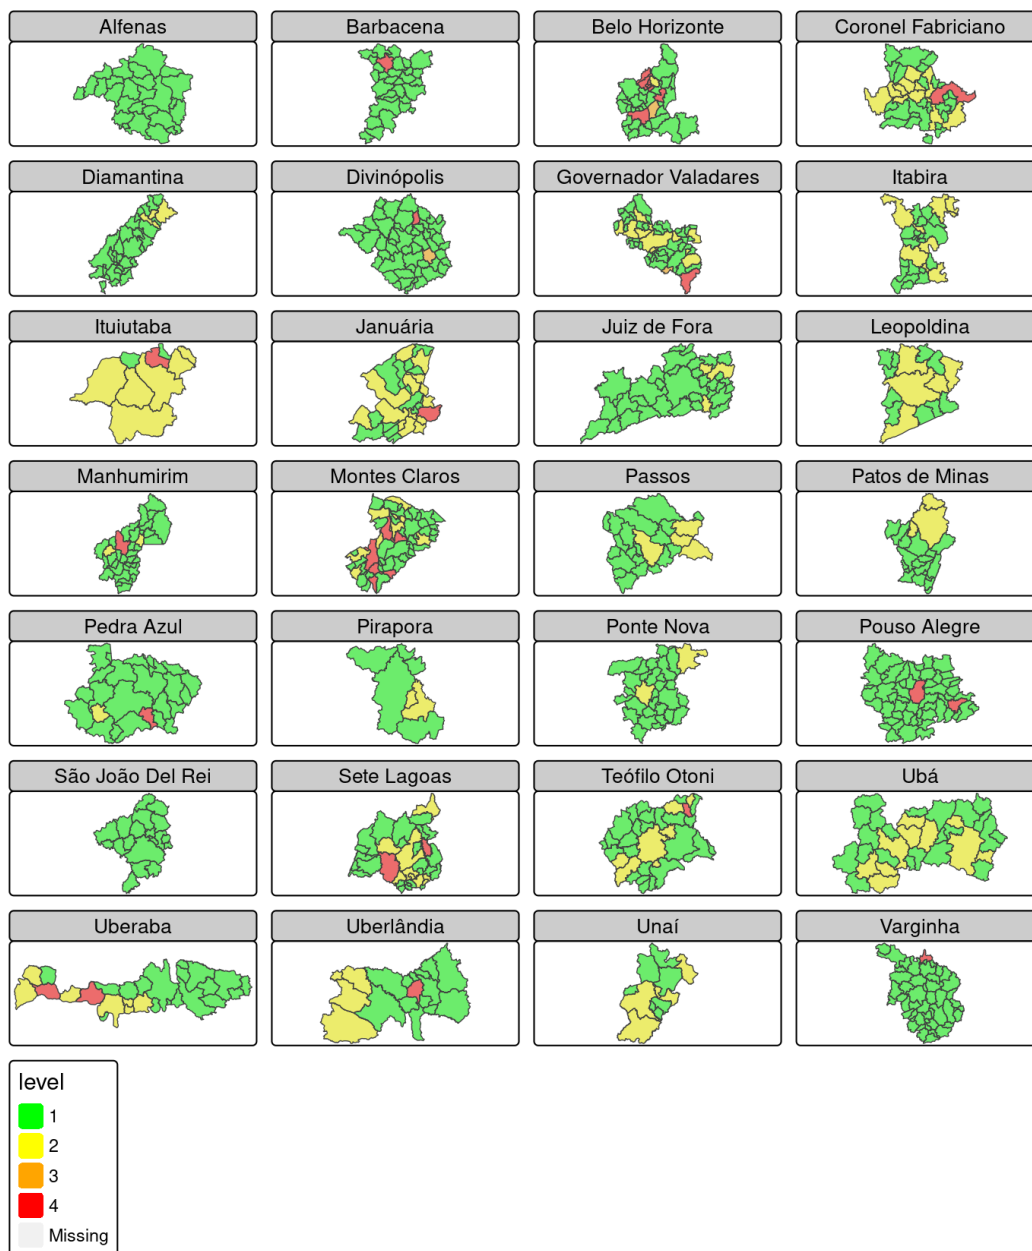 Alfenas
Barbacena
Belo Horizonte
Coronel Fabriciano
Diamantina
Divinópolis
Governador Valadares
Itabira
Ituiutaba
Januária
Juiz de Fora
Leopoldina
Manhumirim
Montes Claros
Passos
Patos de Minas
Pedra Azul
Pirapora
Ponte Nova
Pouso Alegre
São João Del Rei
Sete Lagoas
Teófilo Otoni
Ubá
Uberaba
Uberlândia
Unaí
Varginha
level
1
2
3
4
Missing